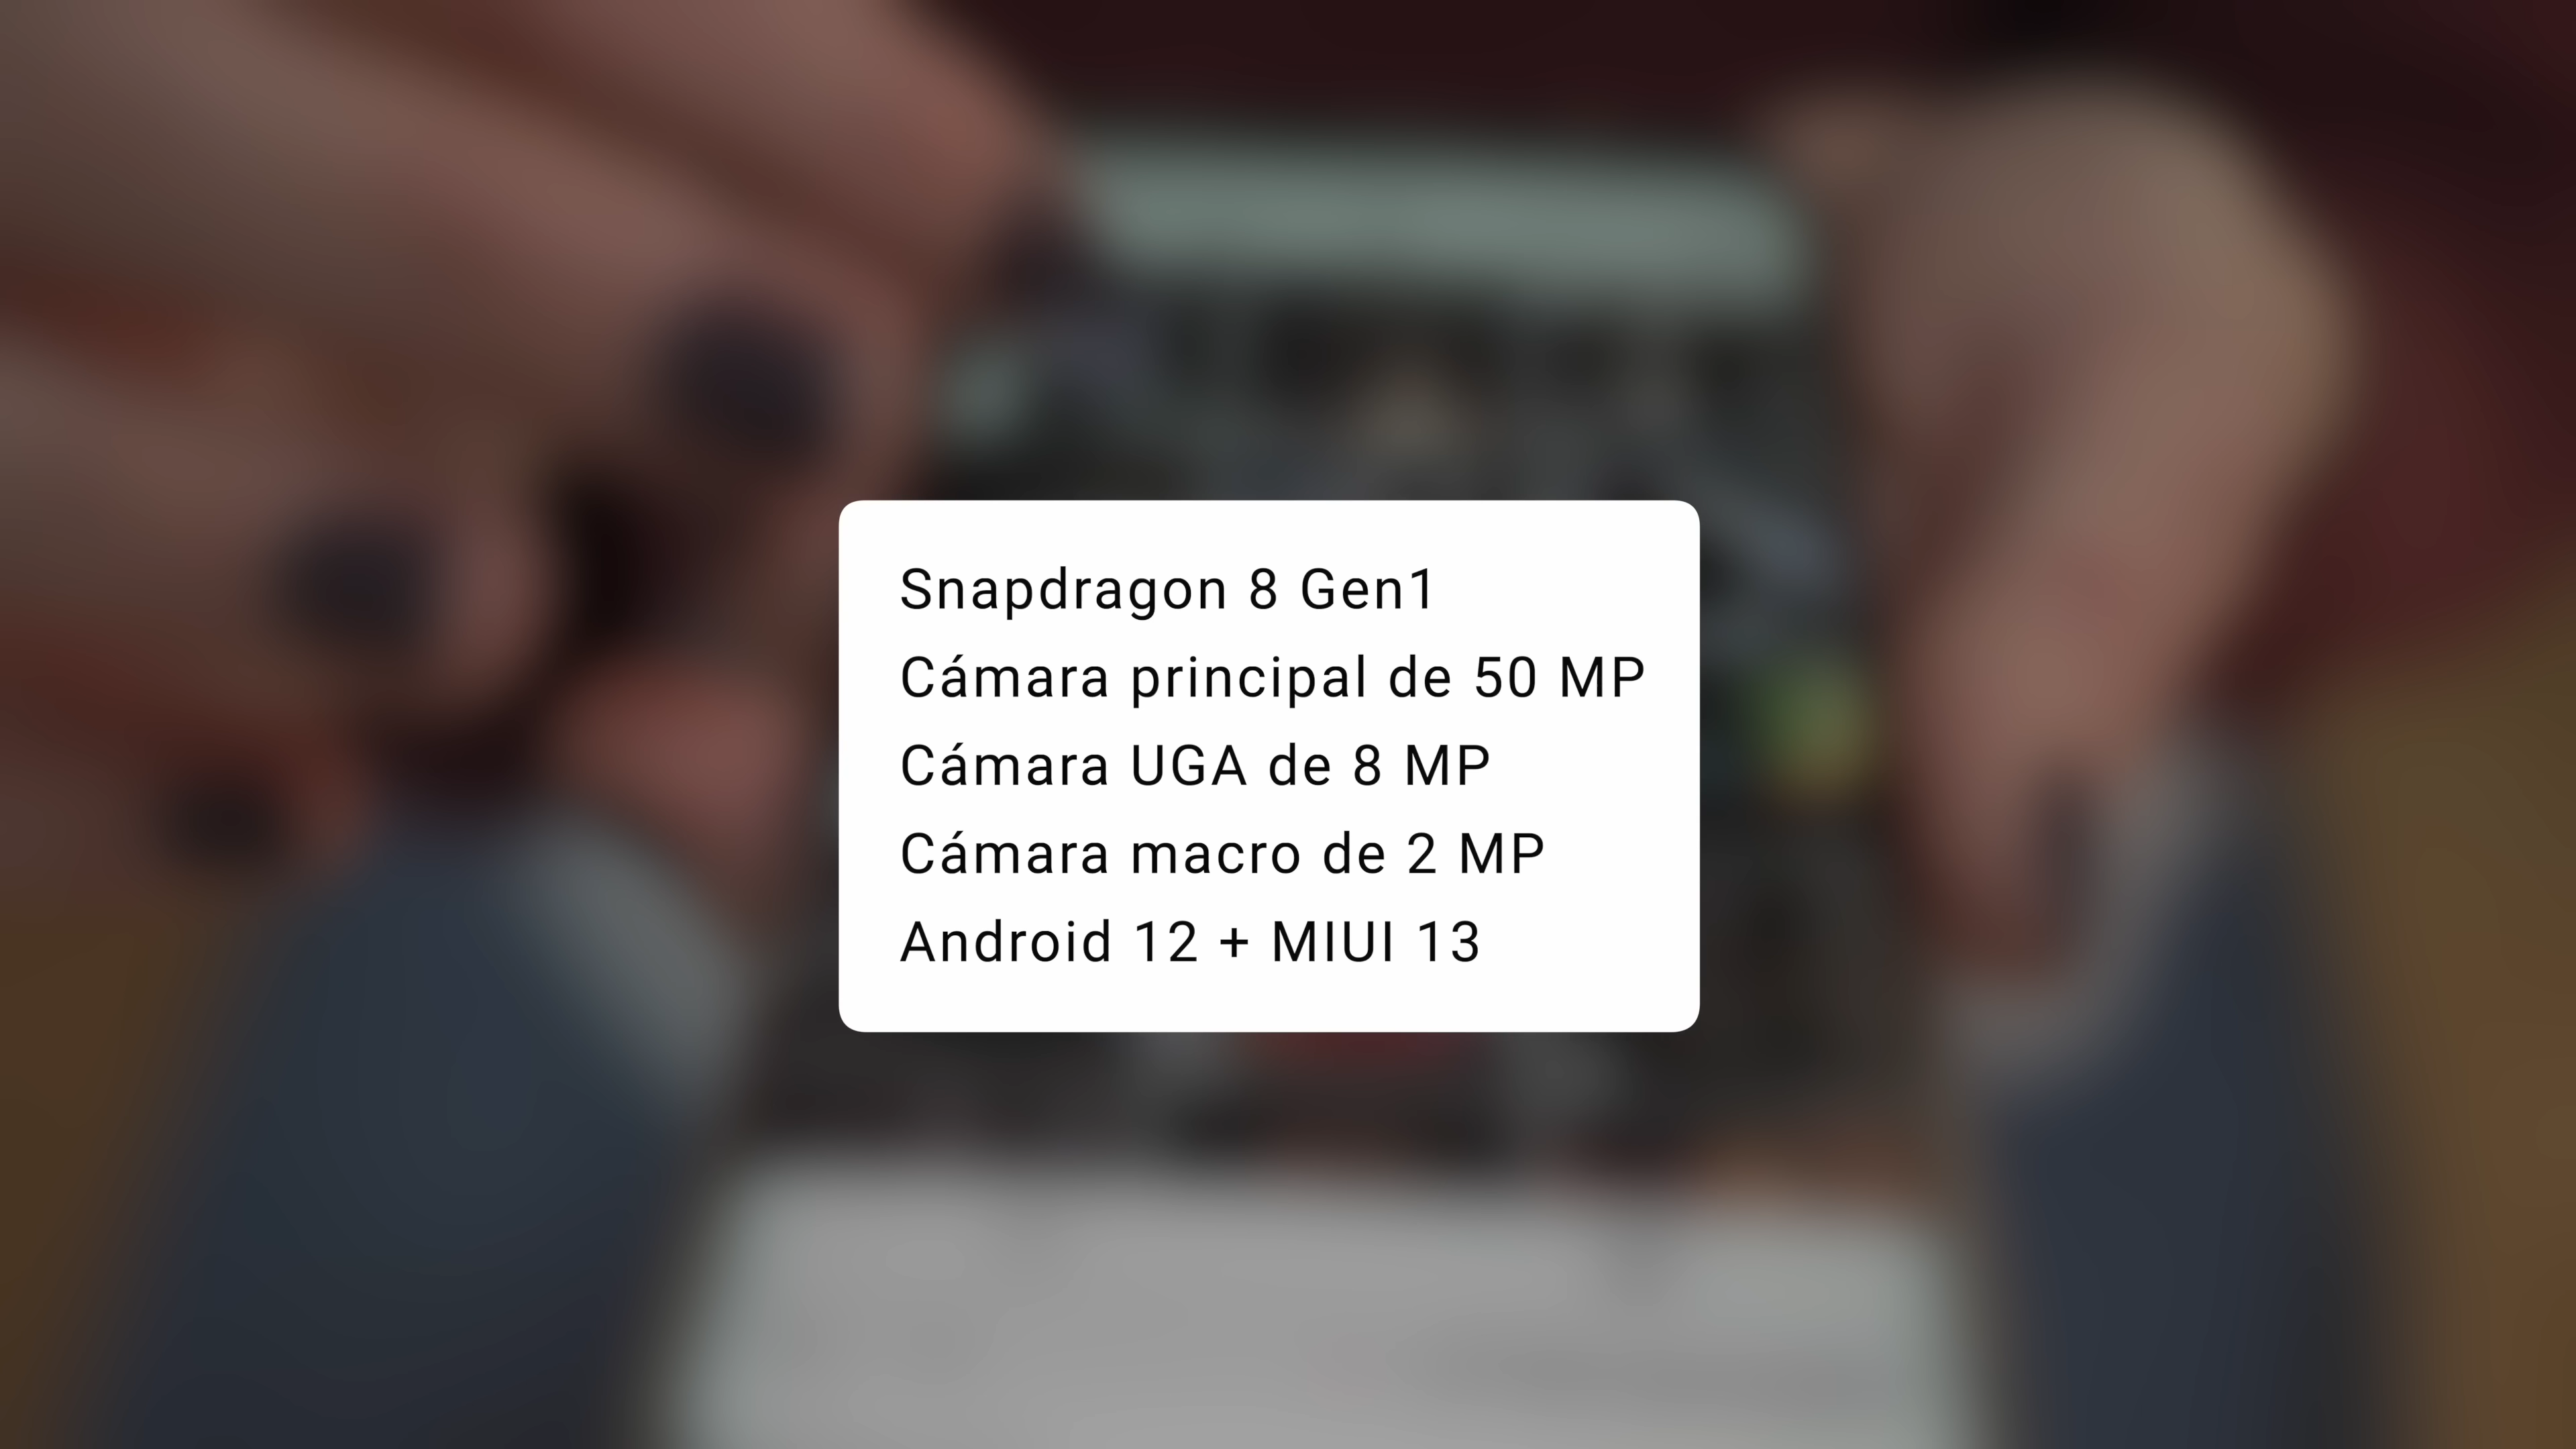 Snapdragon 8 Gen1
Cámara principal de 50 MP
Cámara UGA de 8 MP
Cámara macro de 2 MP
Android 12 + MIUI 13